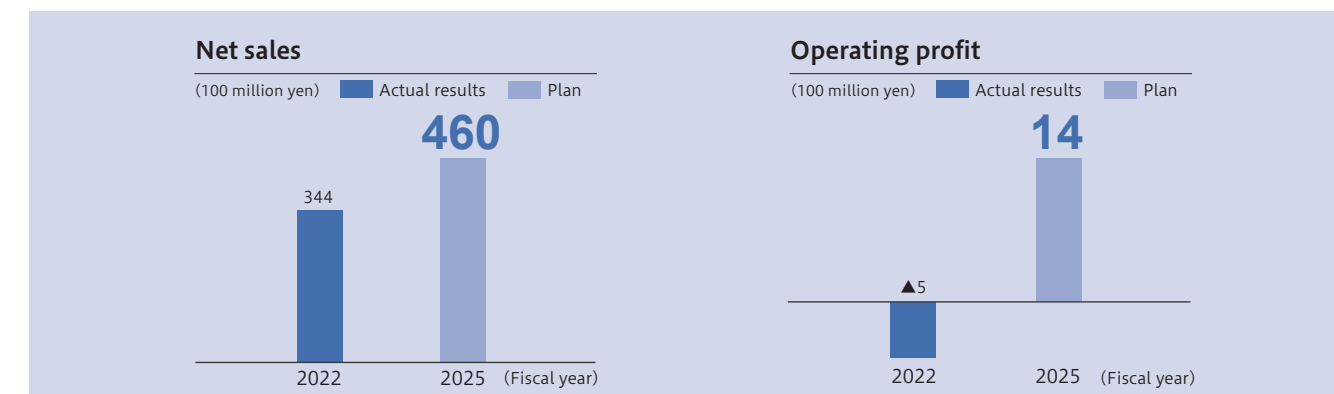 Net sales
(100 million yen) Actual results Plan
460
344
2022 2025 (Fiscal year)
Operating profit
(100 million yen) Actual results Plan
14
▲5
2022 2025 (Fiscal year)